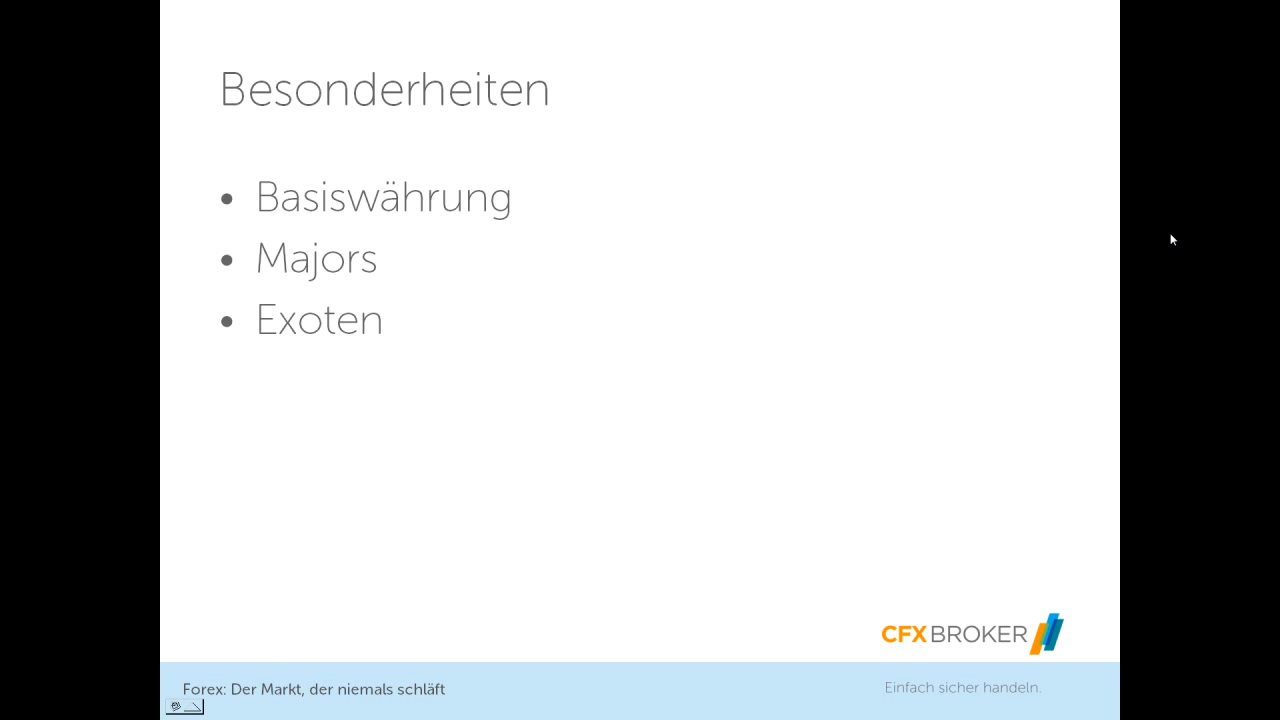 Besonderheiten
• Basiswährung
• Majors
• Exoten
CFXBROKER
Forex: Der Markt, der niemals schläft
Einfach sicher handeln.